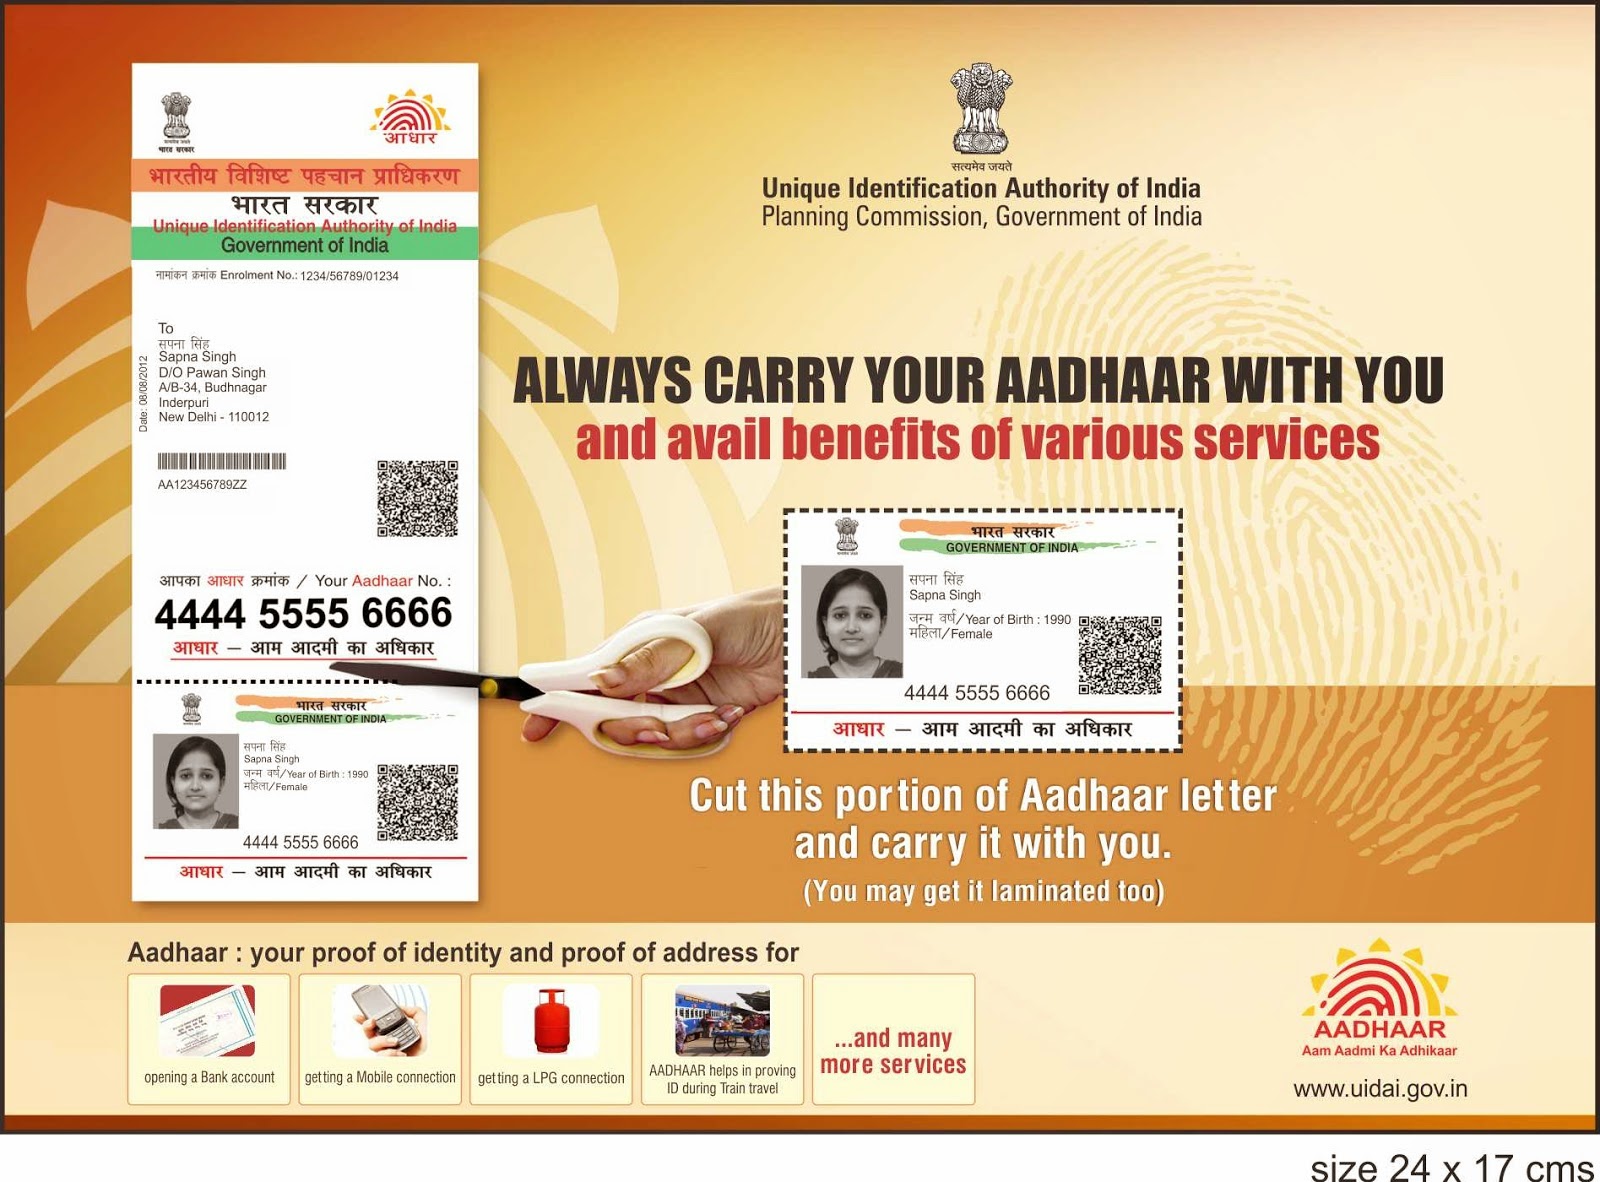 सत्यमेव जयते
भारत सरकार
आधार
भारतीय विशिष्ट पहचान प्राधिकरण
भारत सरकार
Unique Identification Authority of India
Government of India
नामांकन क्रमांक Enrolment No.: 1234/56789/01234
To
सपना सिंह
Sapna Singh
D/O Pawan Singh
A/B-34, Budhnagar
Inderpuri
New Delhi - 110012
Date: 08/08/2012
AA123456789ZZ
आपका आधार क्रमांक / Your Aadhaar No. :
4444 5555 6666
आधार — आम आदमी का अधिकार
भारत सरकार
GOVERNMENT OF INDIA
सपना सिंह
Sapna Singh
जन्म वर्ष/Year of Birth : 1990
महिला/Female
4444 5555 6666
आधार — आम आदमी का अधिकार
सत्यमेव जयते
Unique Identification Authority of India
Planning Commission, Government of India
ALWAYS CARRY YOUR AADHAAR WITH YOU
and avail benefits of various services
भारत सरकार
GOVERNMENT OF INDIA
सपना सिंह
Sapna Singh
जन्म वर्ष/Year of Birth : 1990
महिला/Female
4444 5555 6666
आधार — आम आदमी का अधिकार
Cut this portion of Aadhaar letter
and carry it with you.
(You may get it laminated too)
Aadhaar : your proof of identity and proof of address for
opening a Bank account
getting a Mobile connection
getting a LPG connection
AADHAAR helps in proving
ID during Train travel
...and many
more services
AADHAAR
Aam Aadmi Ka Adhikaar
www.uidai.gov.in
size 24 x 17 cms